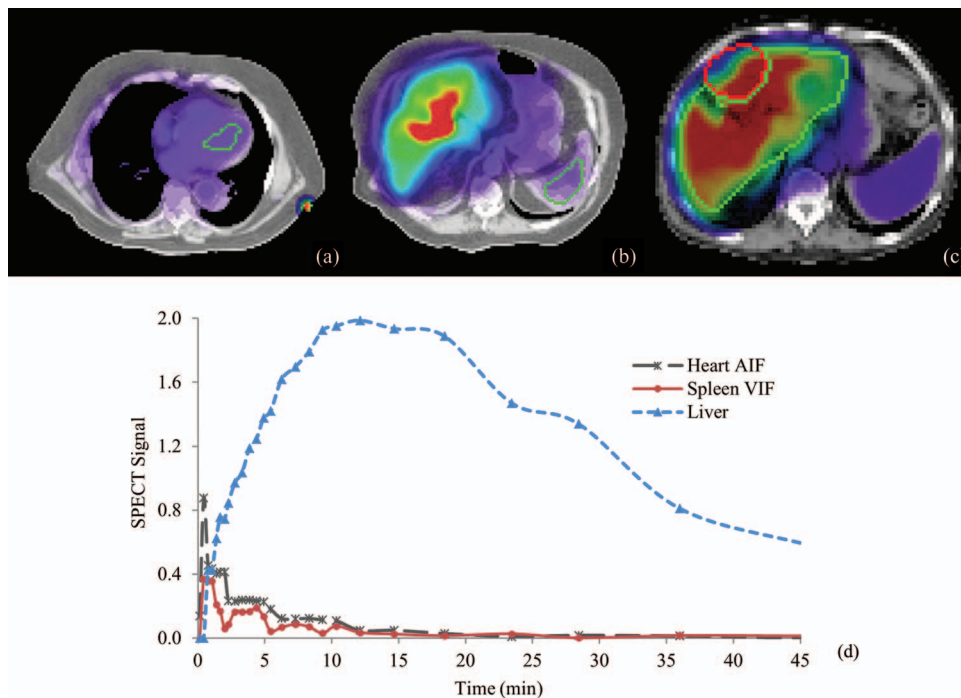 (a)
(b)
(c)
2.0
1.6
1.2
0.8
0.4
0.0
SPECT Signal
Heart AIF
Spleen VIF
Liver
0
5
10
15
20
25
30
35
40
45
Time (min)
(d)